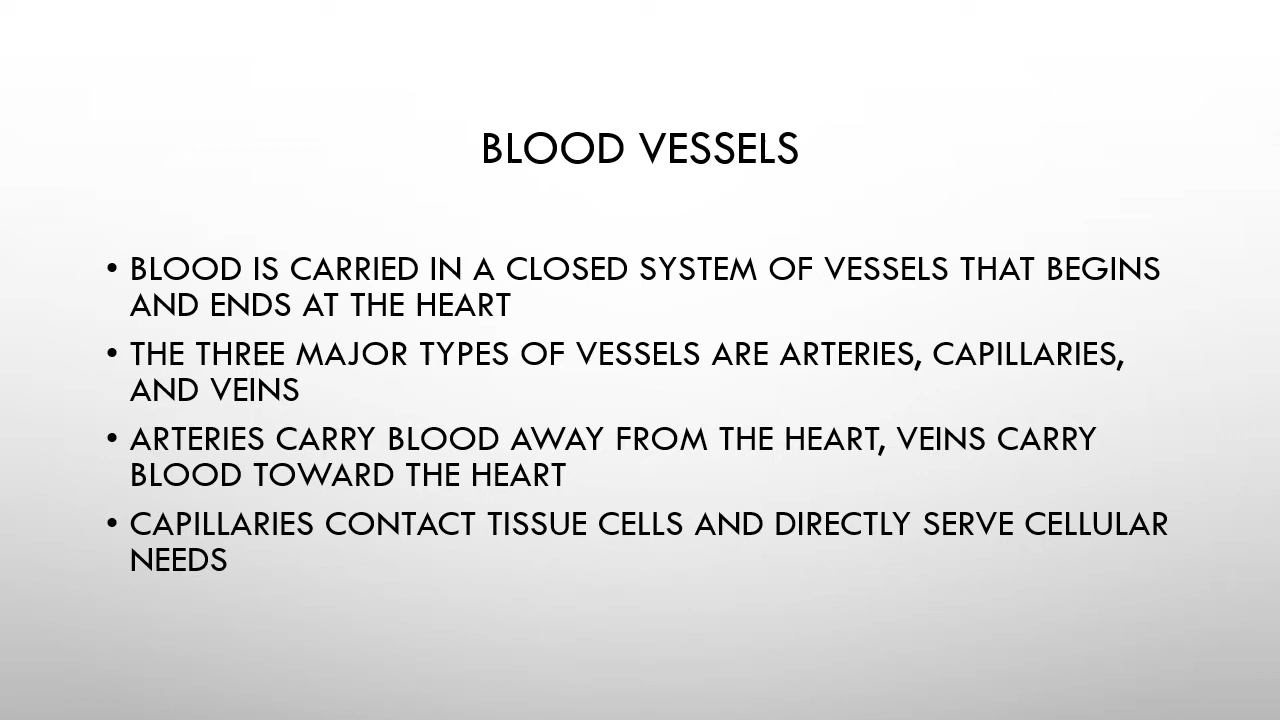 BLOOD VESSELS
• BLOOD IS CARRIED IN A CLOSED SYSTEM OF VESSELS THAT BEGINS
AND ENDS AT THE HEART
• THE THREE MAJOR TYPES OF VESSELS ARE ARTERIES, CAPILLARIES,
AND VEINS
• ARTERIES CARRY BLOOD AWAY FROM THE HEART, VEINS CARRY
BLOOD TOWARD THE HEART
• CAPILLARIES CONTACT TISSUE CELLS AND DIRECTLY SERVE CELLULAR
NEEDS